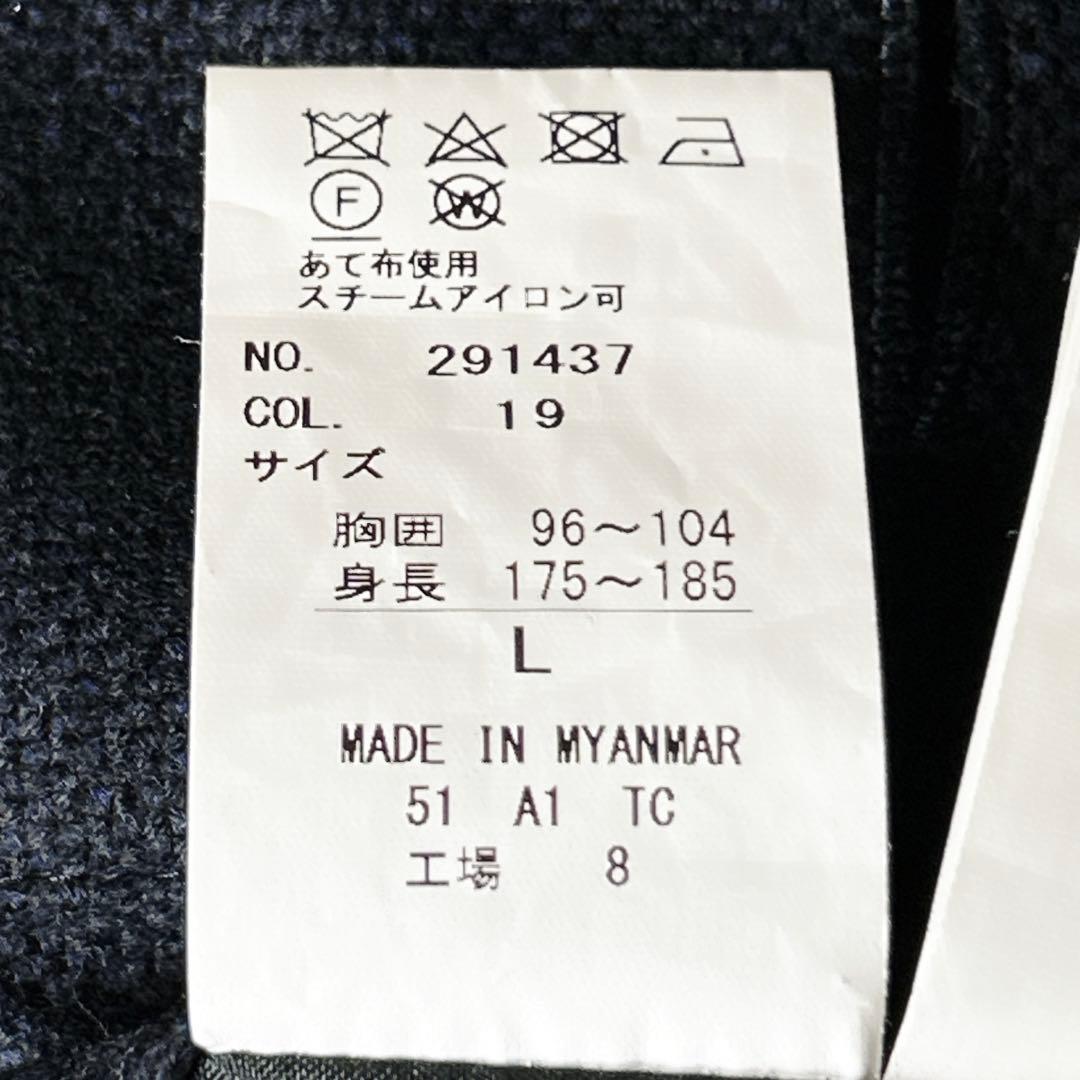 F W
あて布使用
スチームアイロン可
NO. 291437
COL. 19
サイズ
胸囲 96～104
身長 175～185
L
MADE IN MYANMAR
51 A1 TC
工場 8